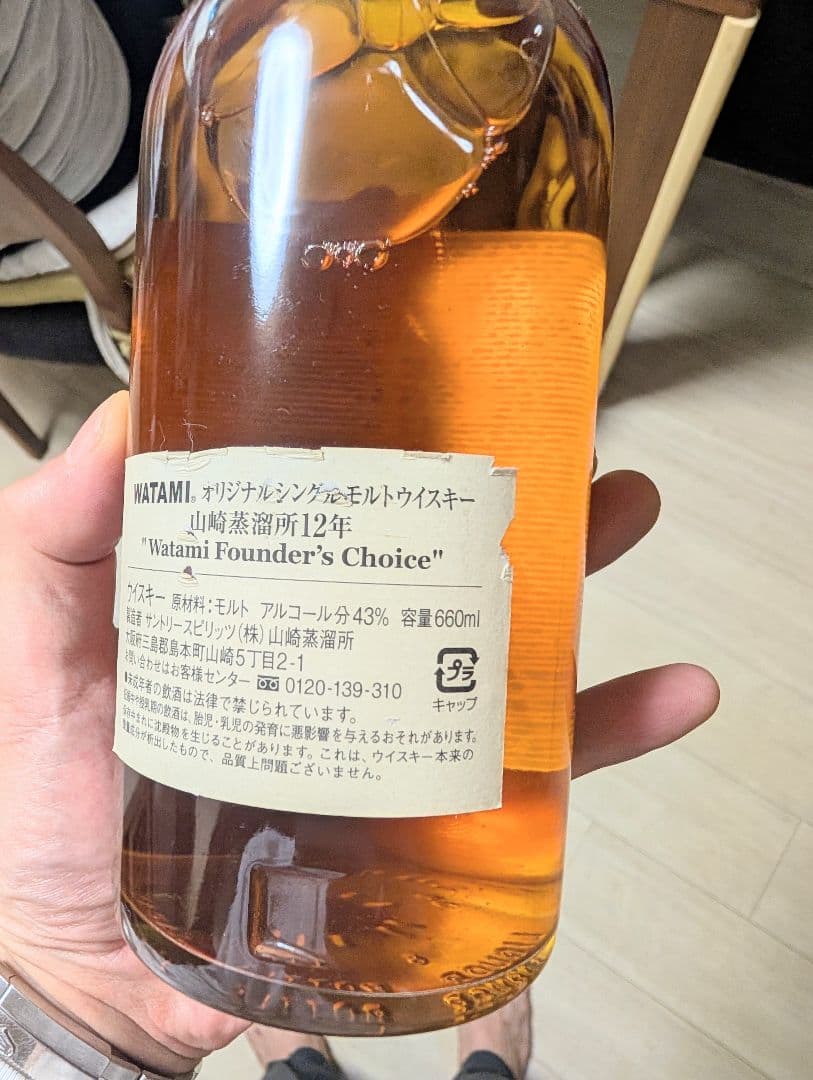 WATAMI® オリジナルシングルモルトウイスキー
山崎蒸溜所12年
"Watami Founder's Choice"
ウイスキー 原材料:モルト アルコール分43% 容量660ml
製造者 サントリースピリッツ(株)山崎蒸溜所
大阪府三島郡島本町山崎5丁目2-1
お問い合わせはお客様センター 0120-139-310
プラ
キャップ
■未成年者の飲酒は法律で禁じられています。
妊娠中や授乳期の飲酒は、胎児・乳児の発育に悪影響を与えるおそれがあります。
保存中まれに沈殿物を生じることがあります。これは、ウイスキー本来の
香味成分が析出したもので、品質上問題ございません。